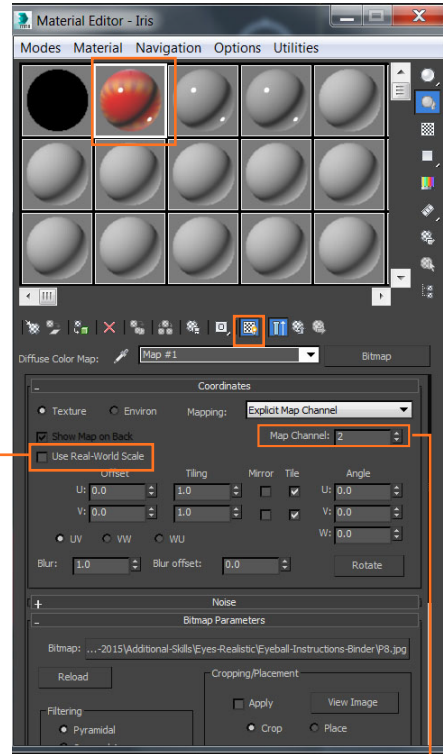 Material Editor - Iris
Modes Material Navigation Options Utilities
Diffuse Color Map: Map #1 Bitmap
- Coordinates
Texture Environ Mapping: Explicit Map Channel
Show Map on Back Map Channel: 2
Use Real-World Scale
Offset Tiling Mirror Tile Angle
U: 0.0 1.0 U: 0.0
V: 0.0 1.0 V: 0.0
W: 0.0
UV VW WU
Blur: 1.0 Blur offset: 0.0 Rotate
+ Noise
- Bitmap Parameters
Bitmap: ...-2015\Additional-Skills\Eyes-Realistic\Eyeball-Instructions-Binder\P8.jpg
Reload Cropping/Placement
Apply View Image
Filtering
Pyramidal Crop Place